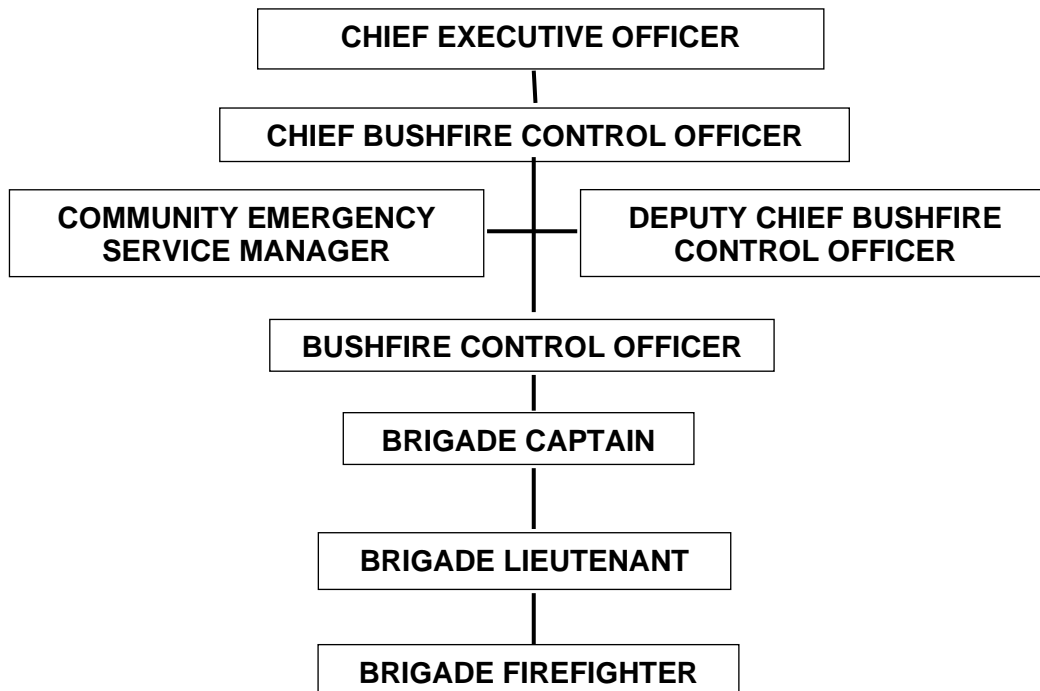 CHIEF EXECUTIVE OFFICER
CHIEF BUSHFIRE CONTROL OFFICER
COMMUNITY EMERGENCY
SERVICE MANAGER
DEPUTY CHIEF BUSHFIRE
CONTROL OFFICER
BUSHFIRE CONTROL OFFICER
BRIGADE CAPTAIN
BRIGADE LIEUTENANT
BRIGADE FIREFIGHTER